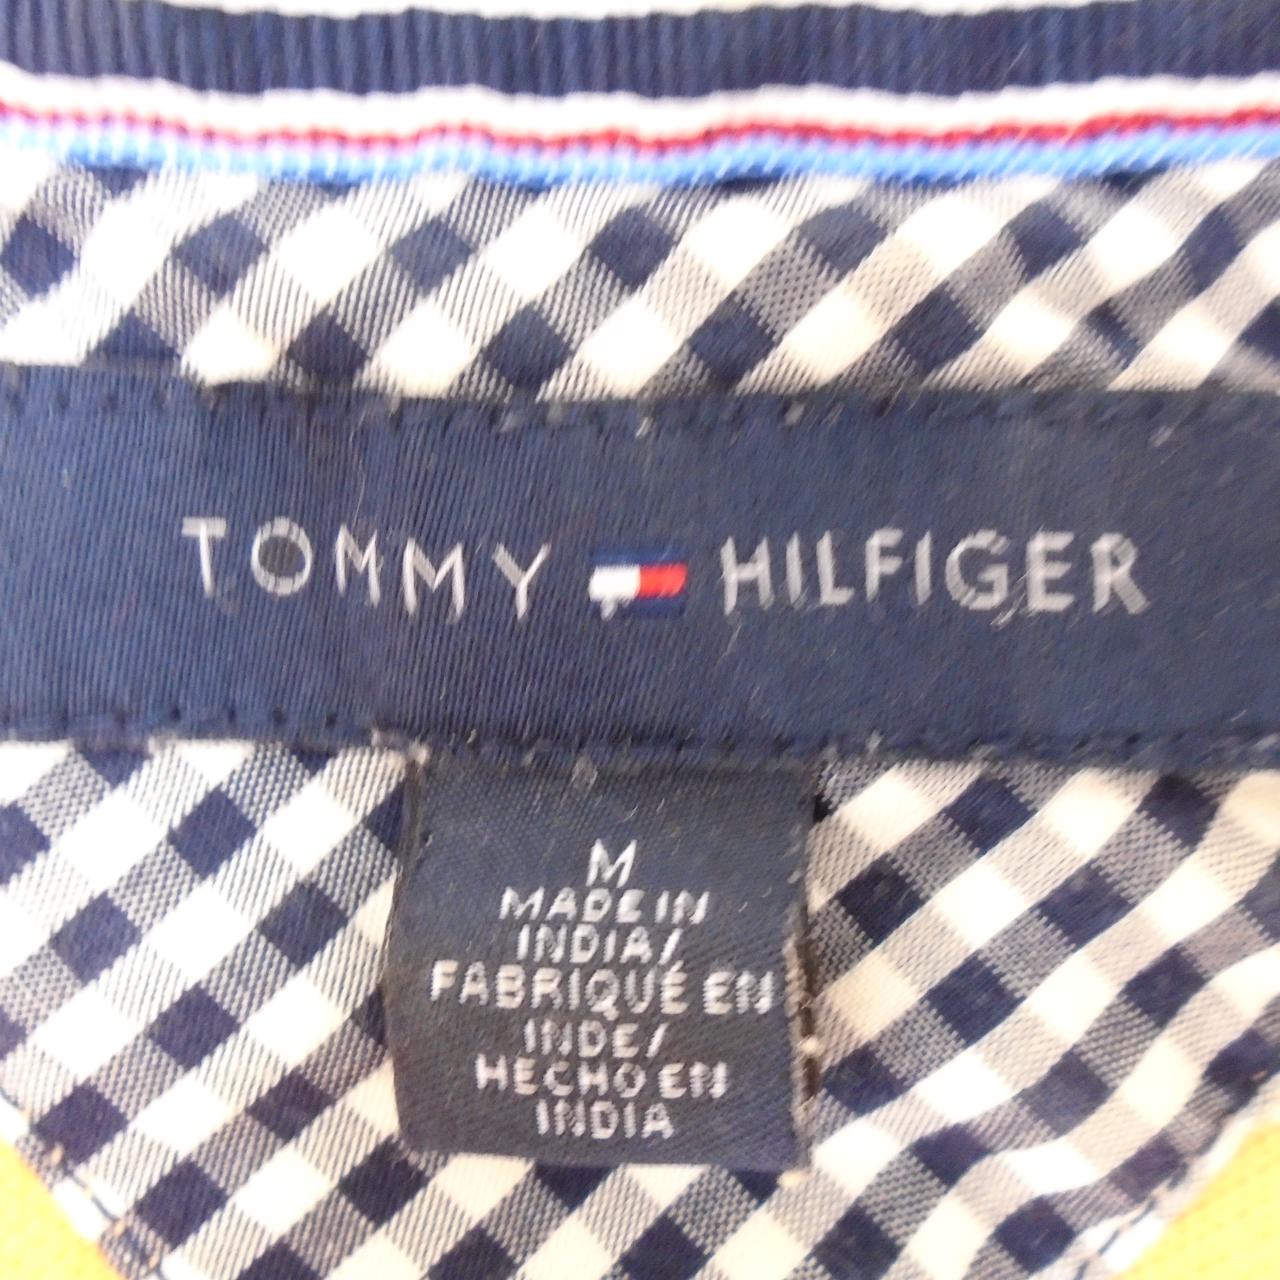 TOMMY HILFIGER
M
MADE IN
INDIA/
FABRIQUÉ EN
INDE/
HECHO EN
INDIA